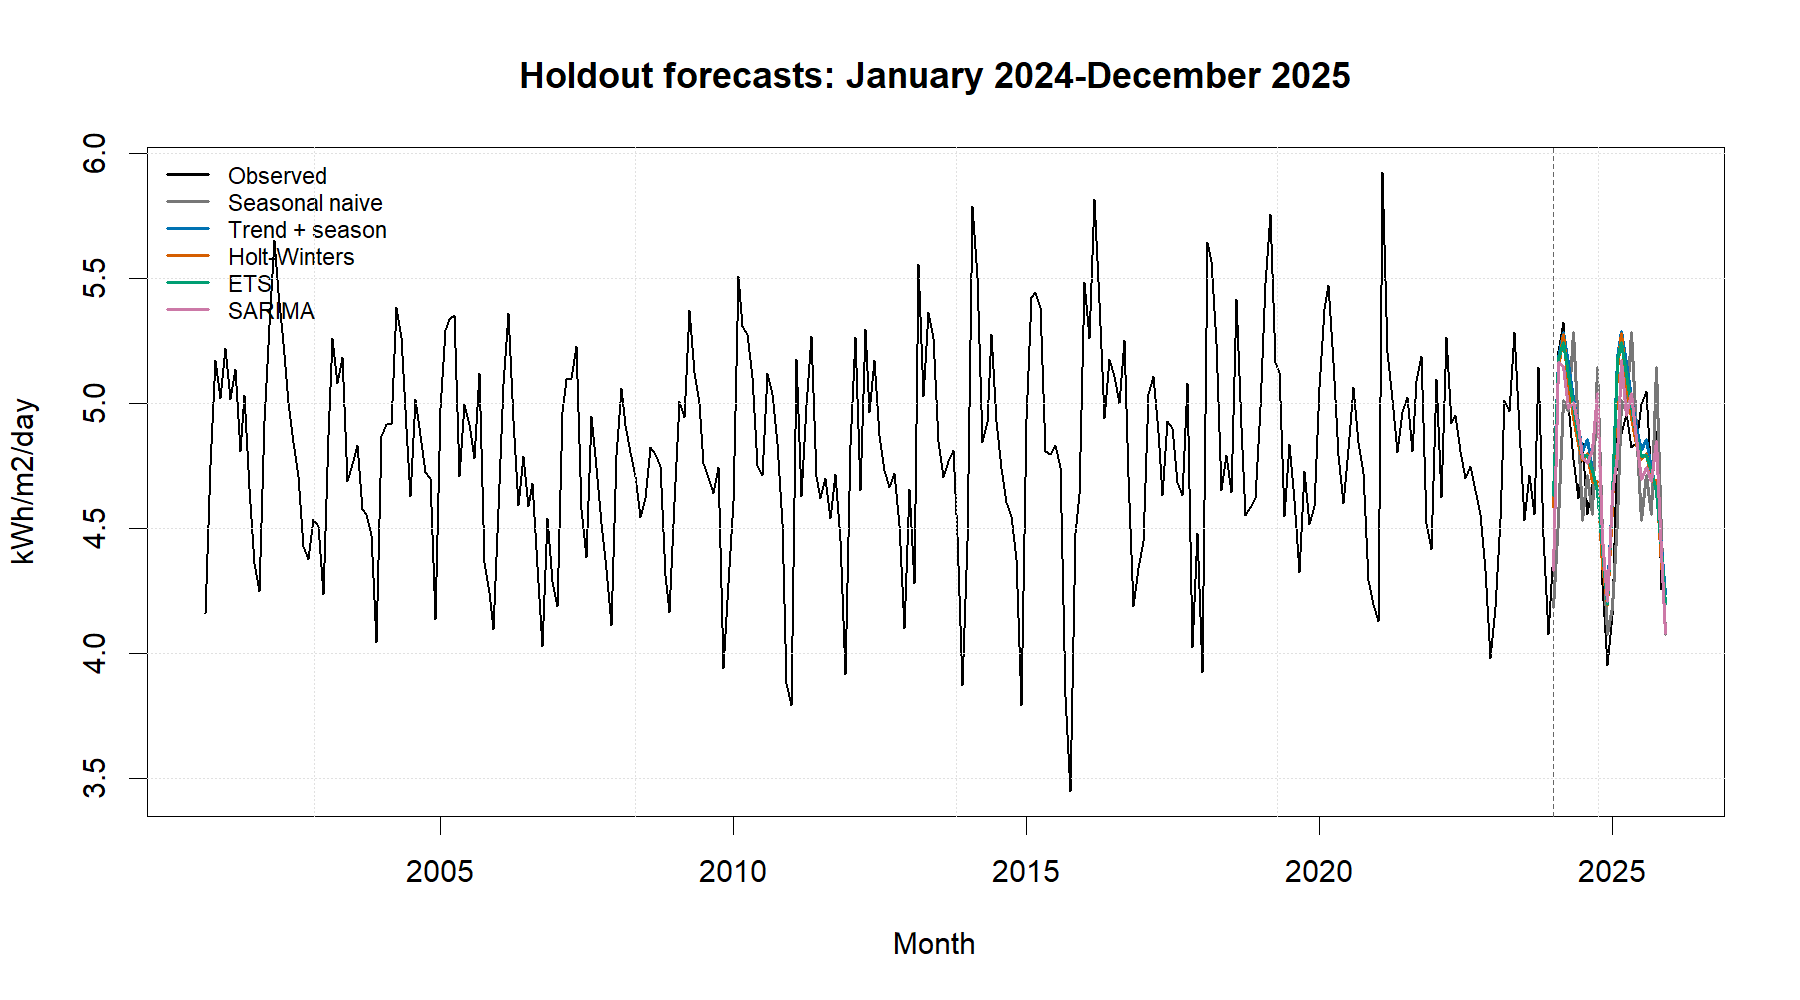 Holdout forecasts: January 2024-December 2025
kWh/m2/day
6.0
5.5
5.0
4.5
4.0
3.5
Observed
Seasonal naive
Trend + season
Holt-Winters
ETS
SARIMA
2005 2010 2015 2020 2025
Month